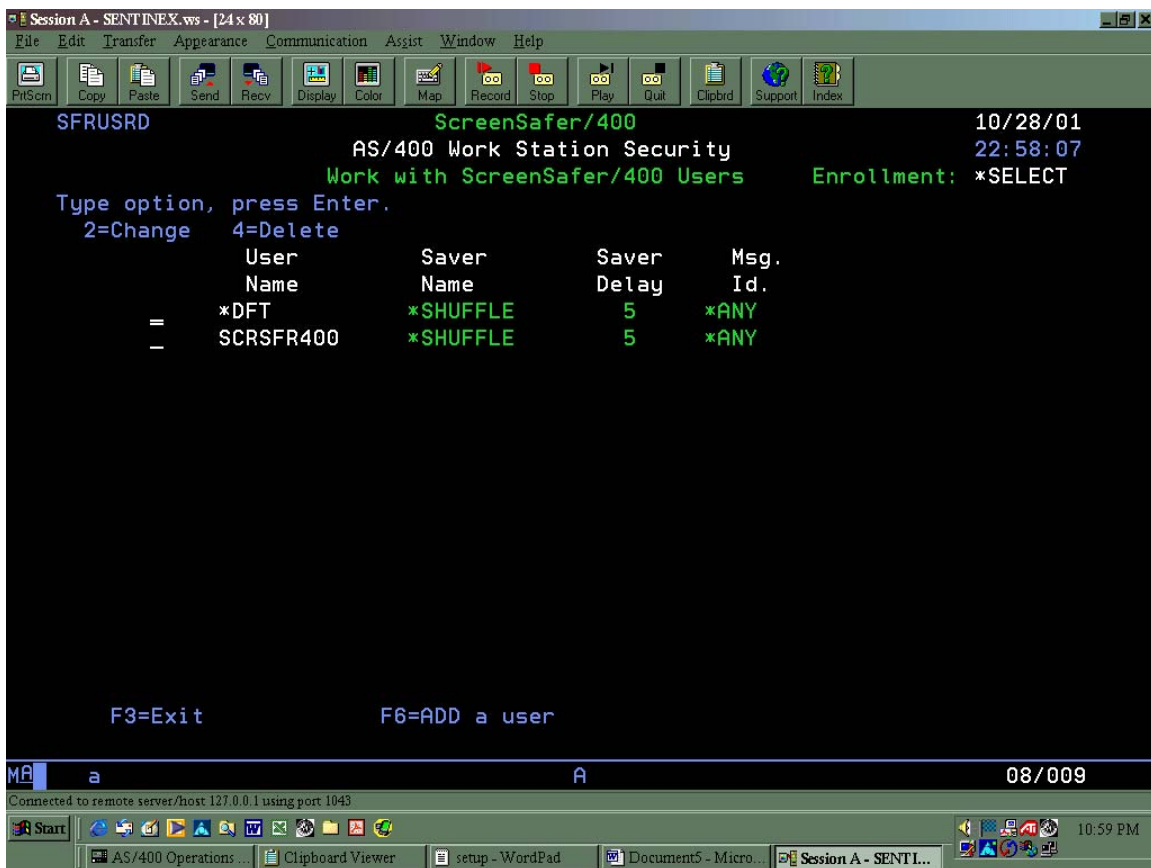 Session A - SENTINEX.ws - [24 x 80]
File Edit Transfer Appearance Communication Assist Window Help
PrtScrn Copy Paste Send Recv Display Color Map Record Stop Play Quit Clipbrd Support Index
SFRUSRD ScreenSafer/400 10/28/01
AS/400 Work Station Security 22:58:07
Work with ScreenSafer/400 Users Enrollment: *SELECT
Type option, press Enter.
2=Change 4=Delete
User Saver Saver Msg.
Name Name Delay Id.
_ *DFT *SHUFFLE 5 *ANY
_ SCRSFR400 *SHUFFLE 5 *ANY
F3=Exit F6=ADD a user
MA a A 08/009
Connected to remote server/host 127.0.0.1 using port 1043
Start 10:59 PM
AS/400 Operations ... Clipboard Viewer setup - WordPad Document5 - Micro... Session A - SENTI...